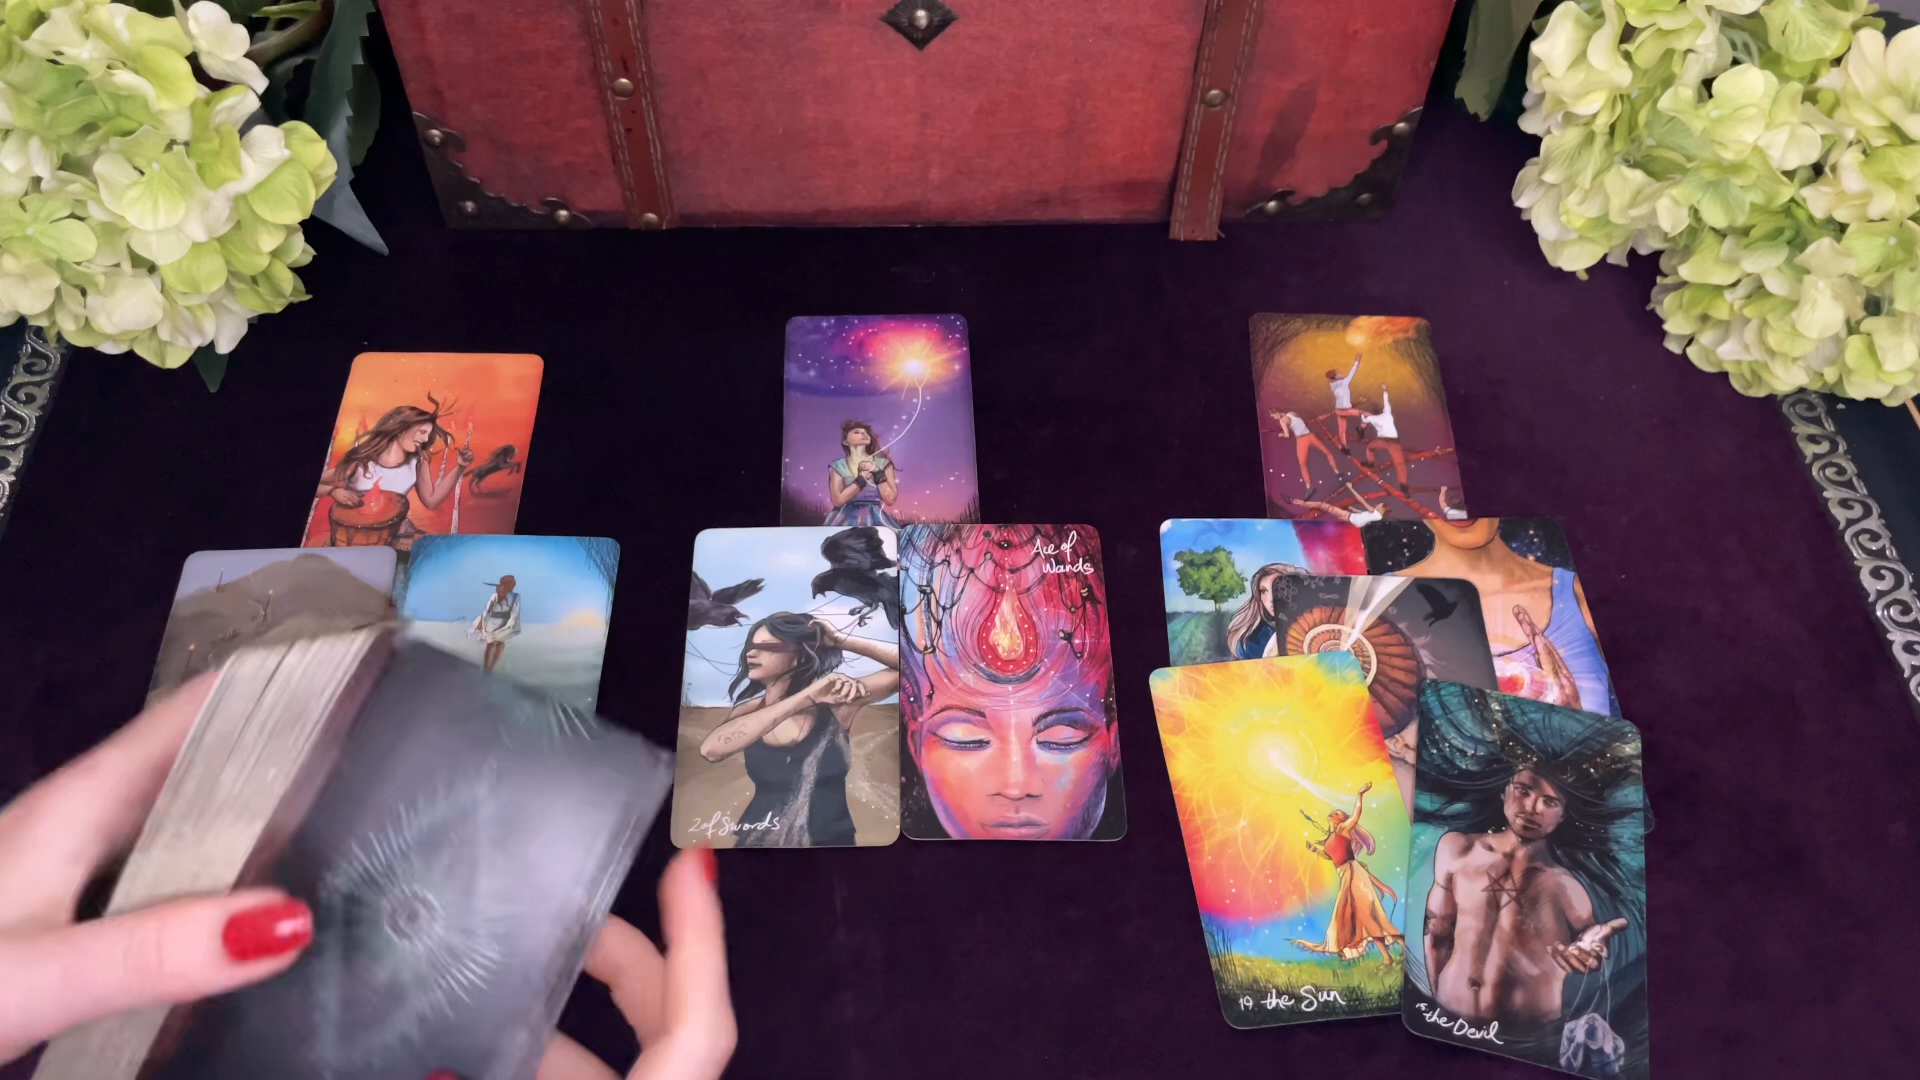 Ace of
Wands
2 of Swords
19. the Sun
15 the Devil